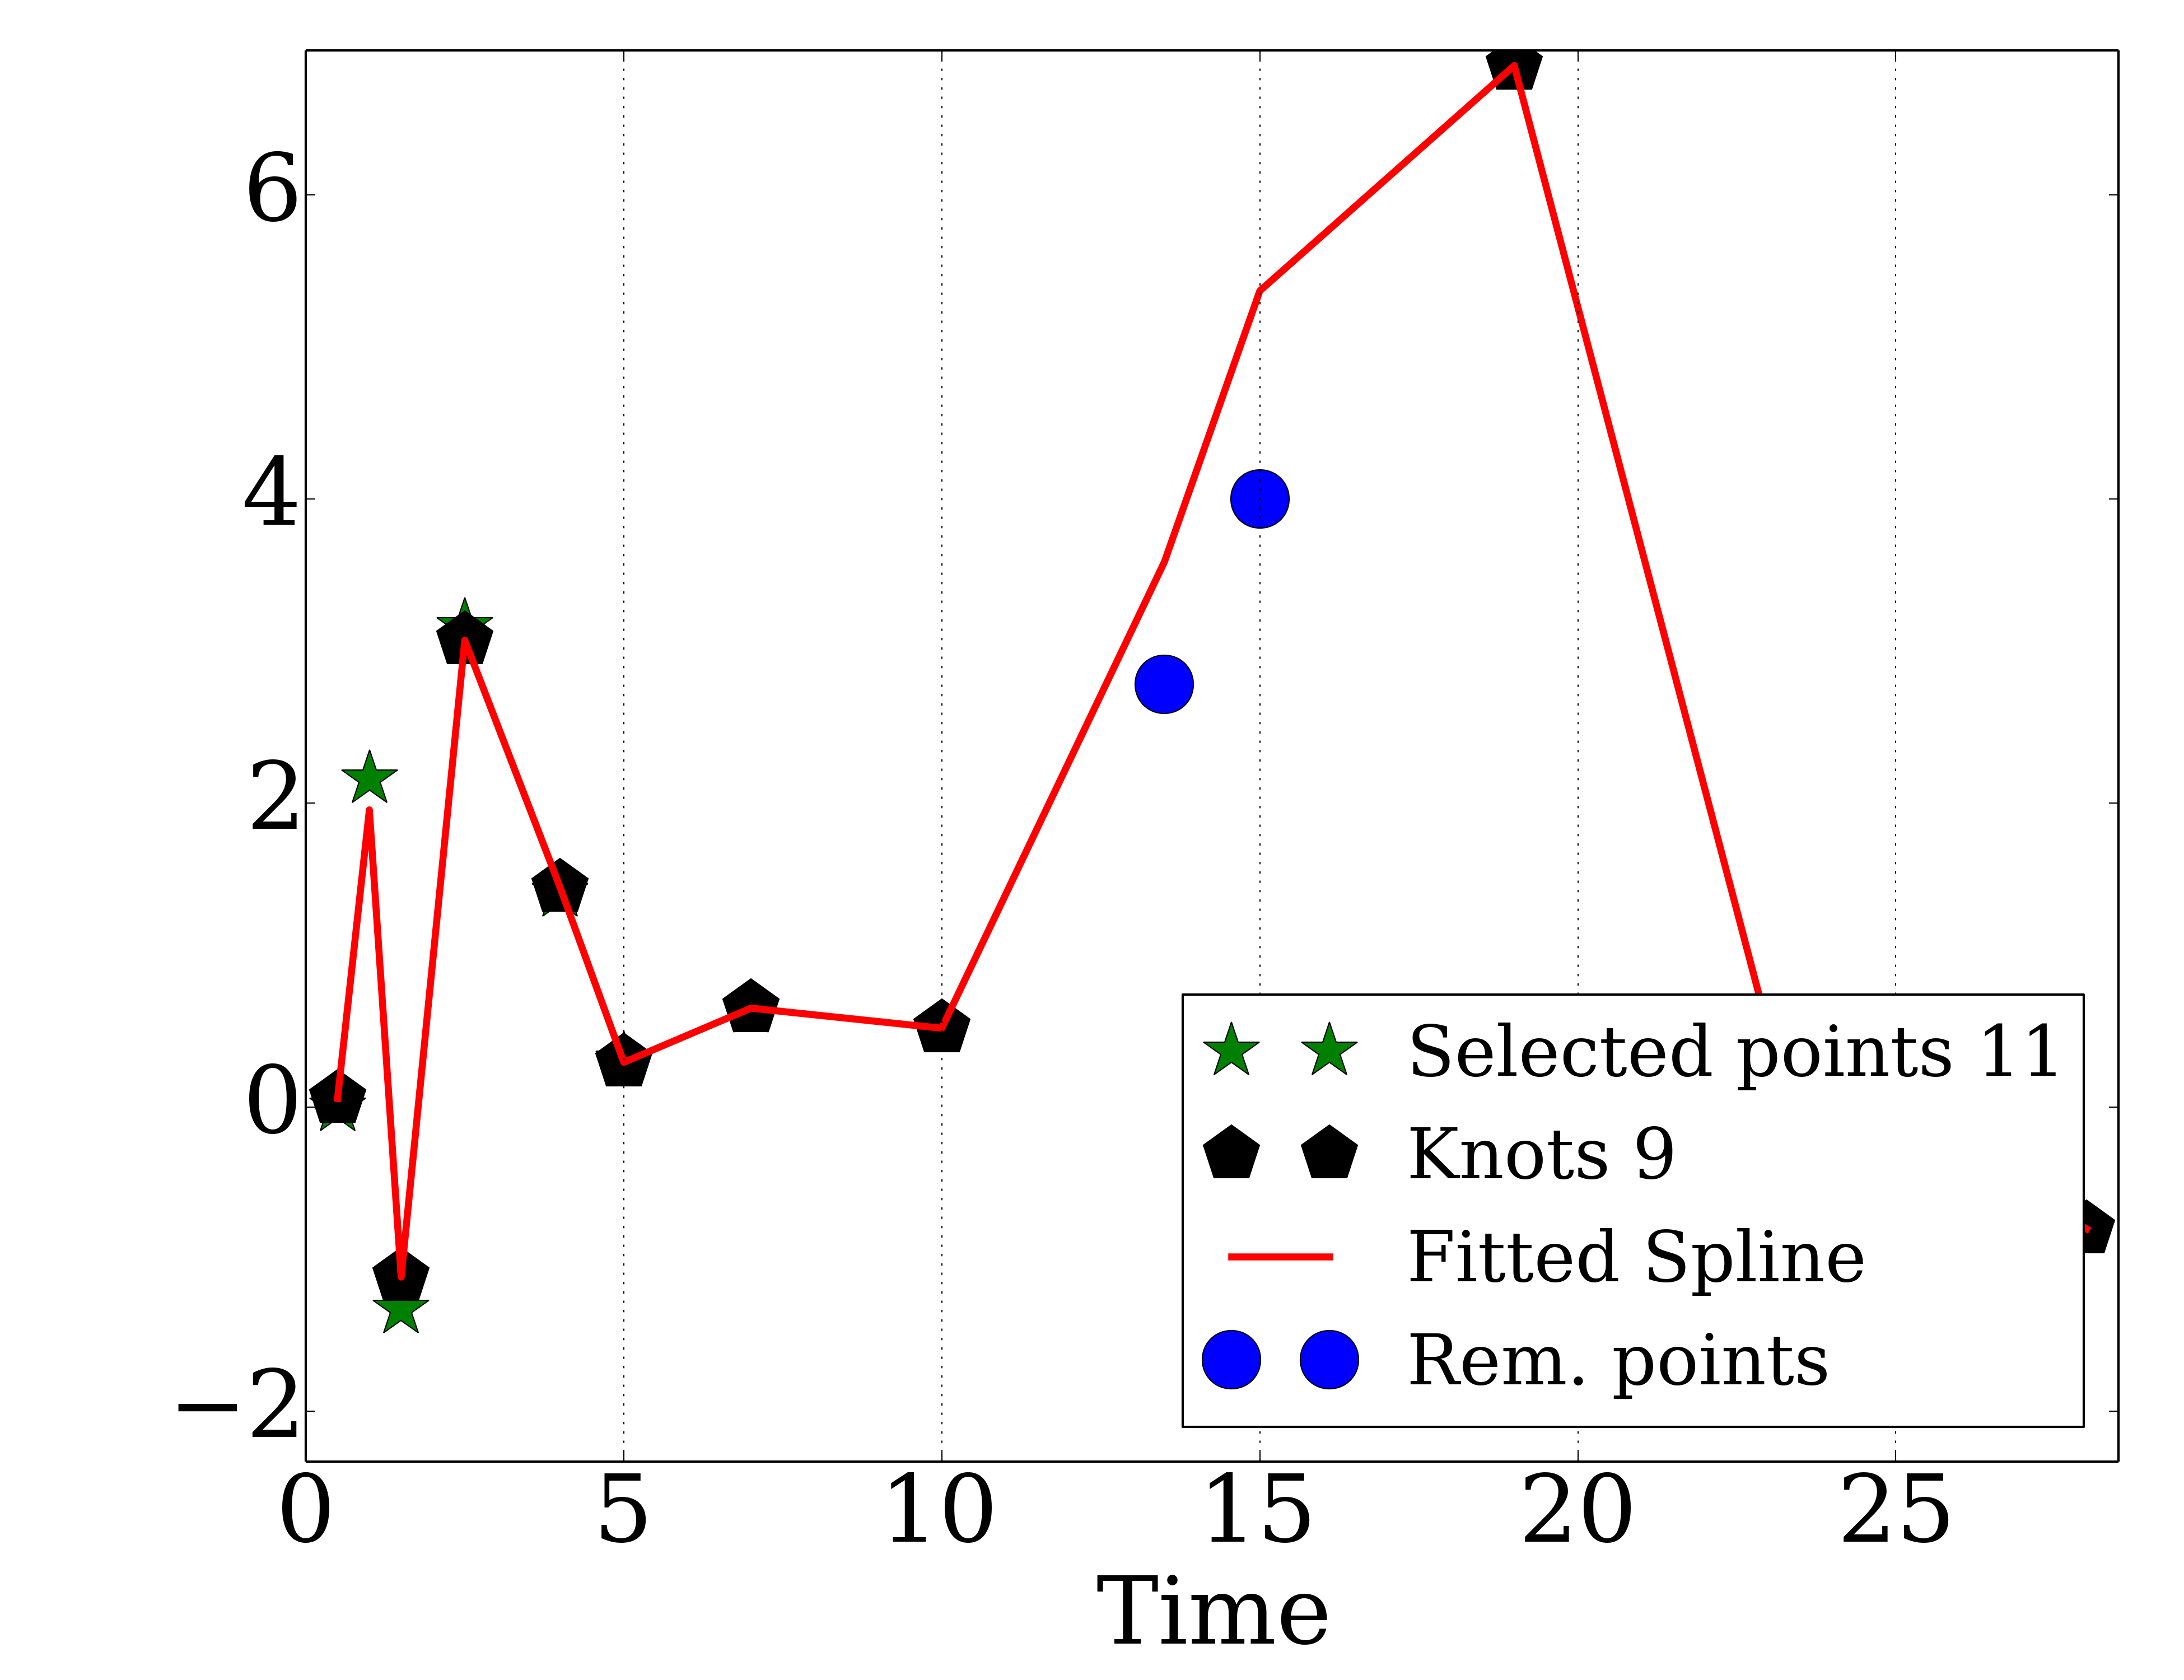 6
4
2
0
−2
0 5 10 15 20 25
Time
Selected points 11
Knots 9
Fitted Spline
Rem. points